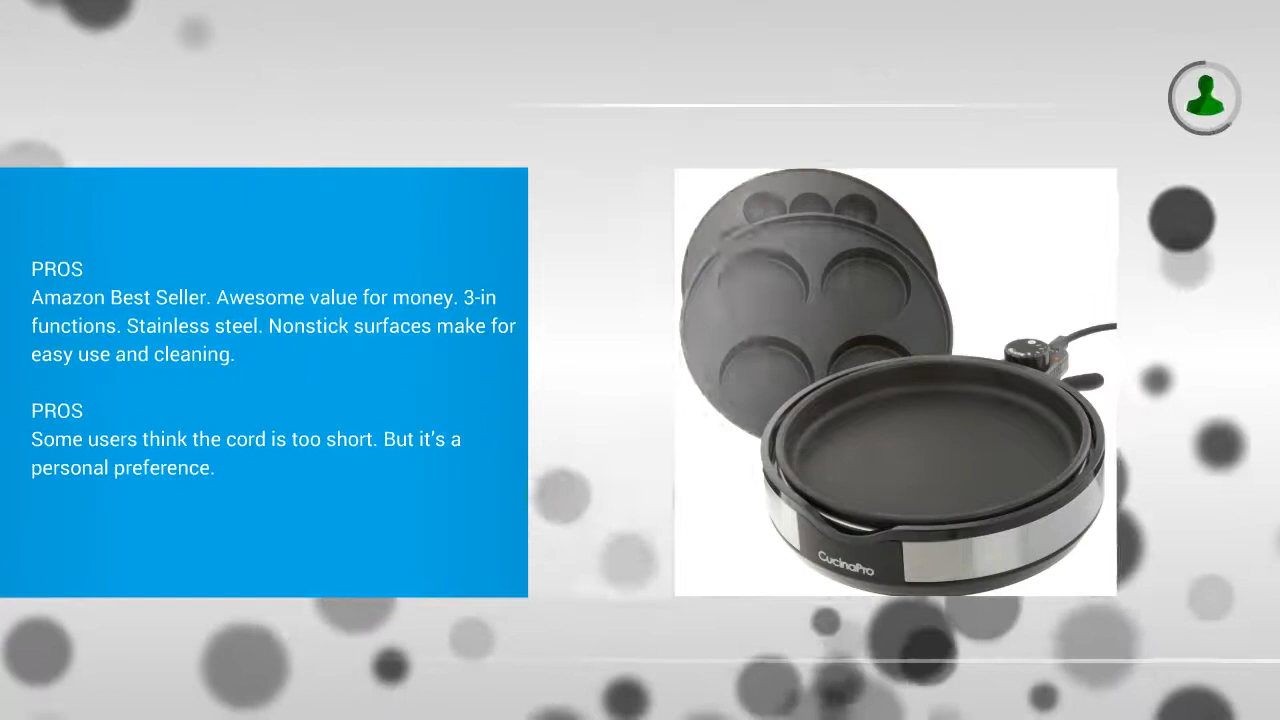 PROS
Amazon Best Seller. Awesome value for money. 3-in
functions. Stainless steel. Nonstick surfaces make for
easy use and cleaning.
PROS
Some users think the cord is too short. But it's a
personal preference.
CucinaPro